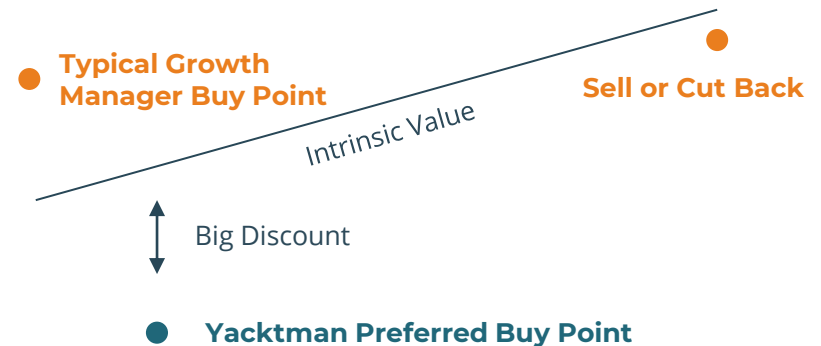 Typical Growth
Manager Buy Point
Sell or Cut Back
Intrinsic Value
Big Discount
Yacktman Preferred Buy Point